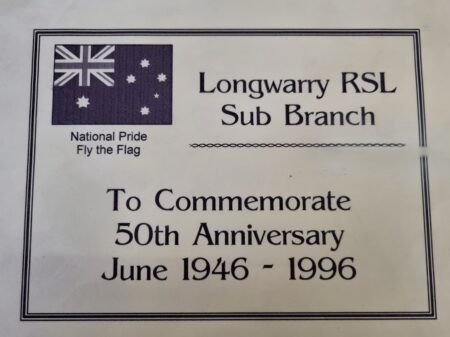 Longwarry RSL
Sub Branch
National Pride
Fly the Flag
To Commemorate
50th Anniversary
June 1946 - 1996